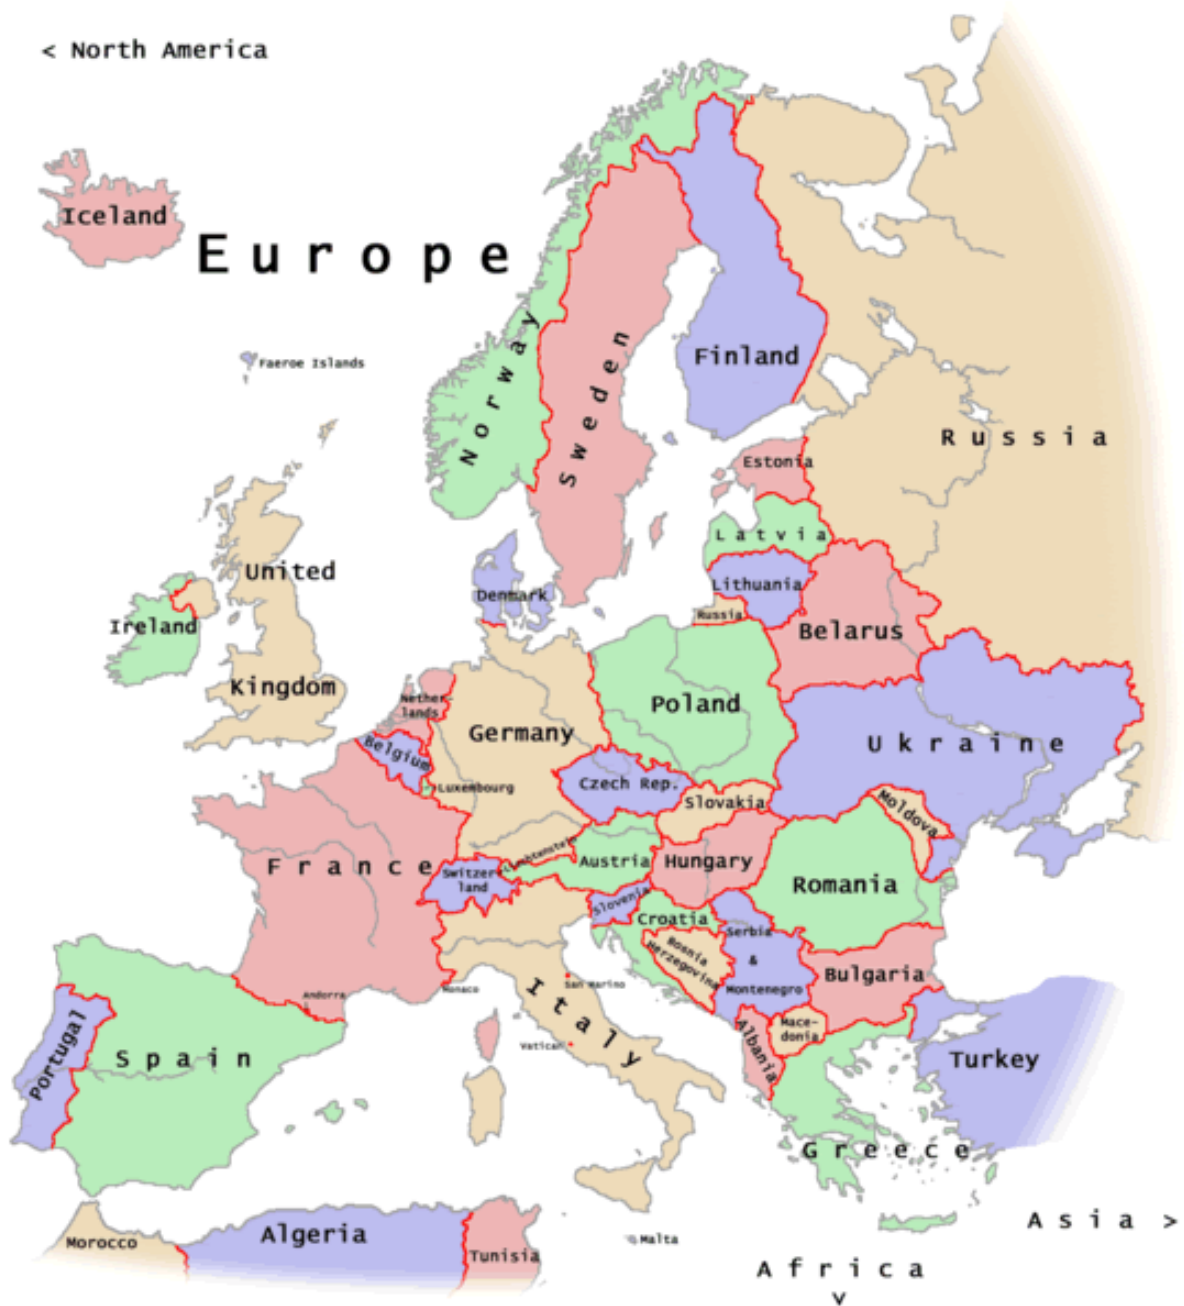 < North America
Iceland
Europe
Norway
Sweden
Finland
Faeroe Islands
Russia
Estonia
Latvia
Lithuania
Russia
Belarus
United
Kingdom
Ireland
Denmark
Nether-
lands
Belgium
Luxembourg
Germany
Poland
Ukraine
Czech Rep.
Slovakia
Moldova
France
Switzer-
land
Liechtenstein
Austria
Hungary
Romania
Slovenia
Croatia
Bosnia
Herzegovina
Serbia
&
Montenegro
Bulgaria
Andorra
Monaco
San Marino
Italy
Vatican
Portugal
Spain
Albania
Mace-
donia
Turkey
Greece
Malta
Morocco
Algeria
Tunisia
Asia >
Africa
v